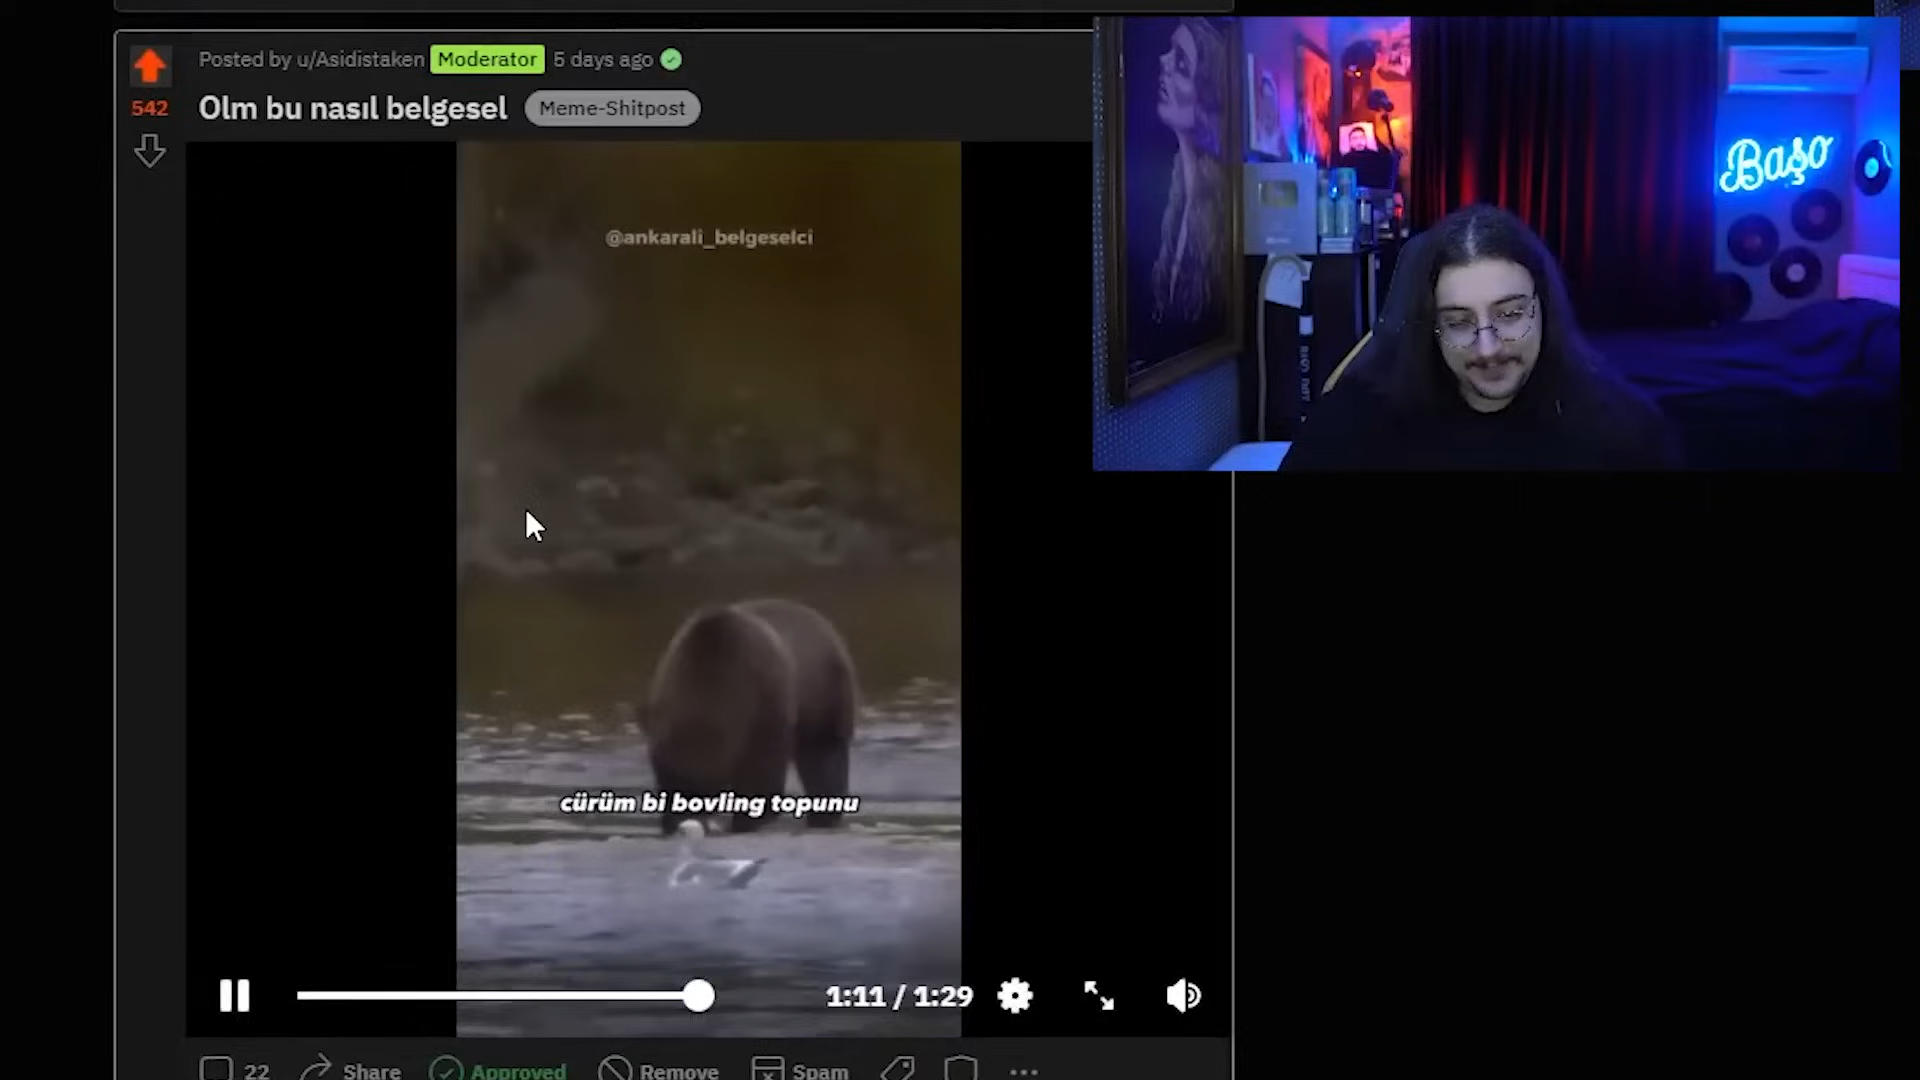 Posted by u/Asidistaken Moderator 5 days ago
542
Olm bu nasıl belgesel Meme-Shitpost
@ankarali_belgeselci
Başo
cürüm bi bovling topunu
1:11 / 1:29
22 Share Approved Remove Spam